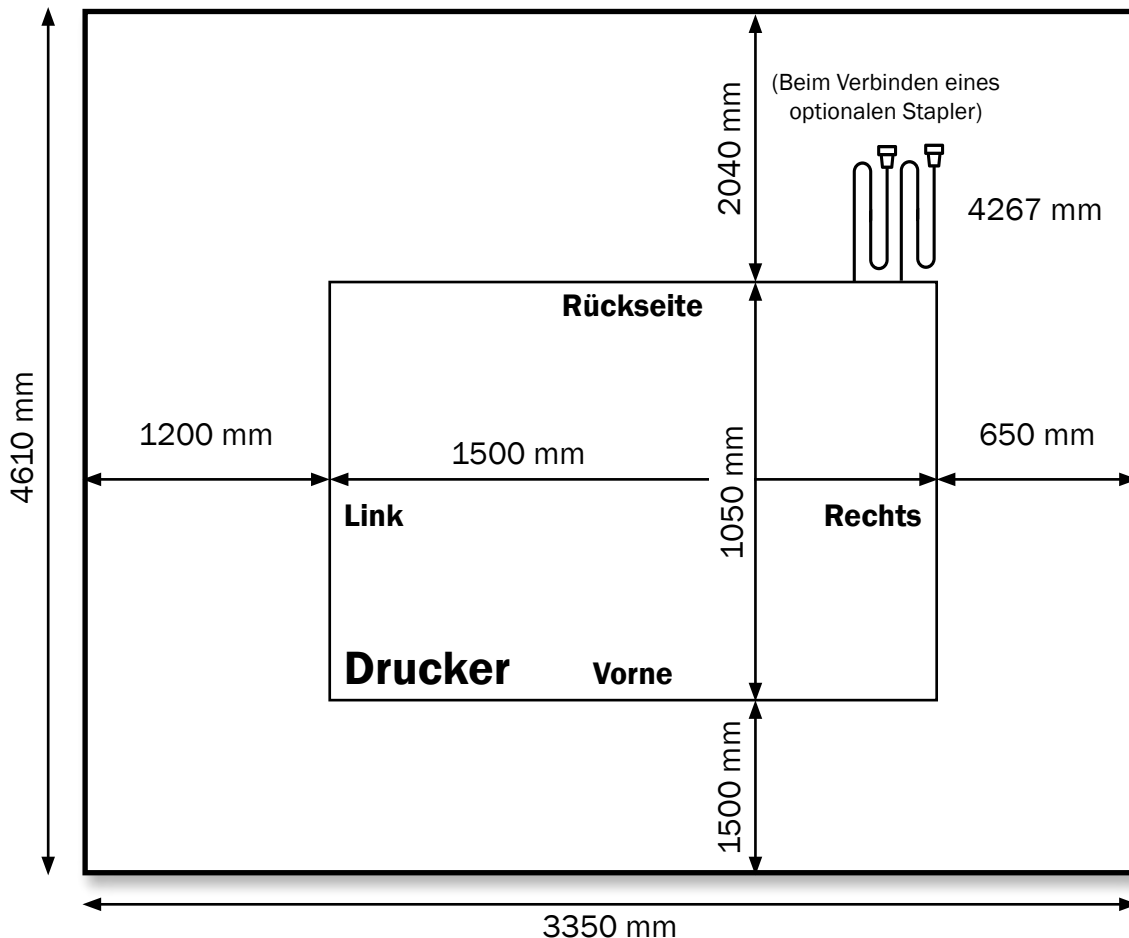 (Beim Verbinden eines
optionalen Stapler)
2040 mm
4267 mm
Rückseite
4610 mm
1200 mm
1500 mm
1050 mm
650 mm
Link
Rechts
Drucker
Vorne
1500 mm
3350 mm